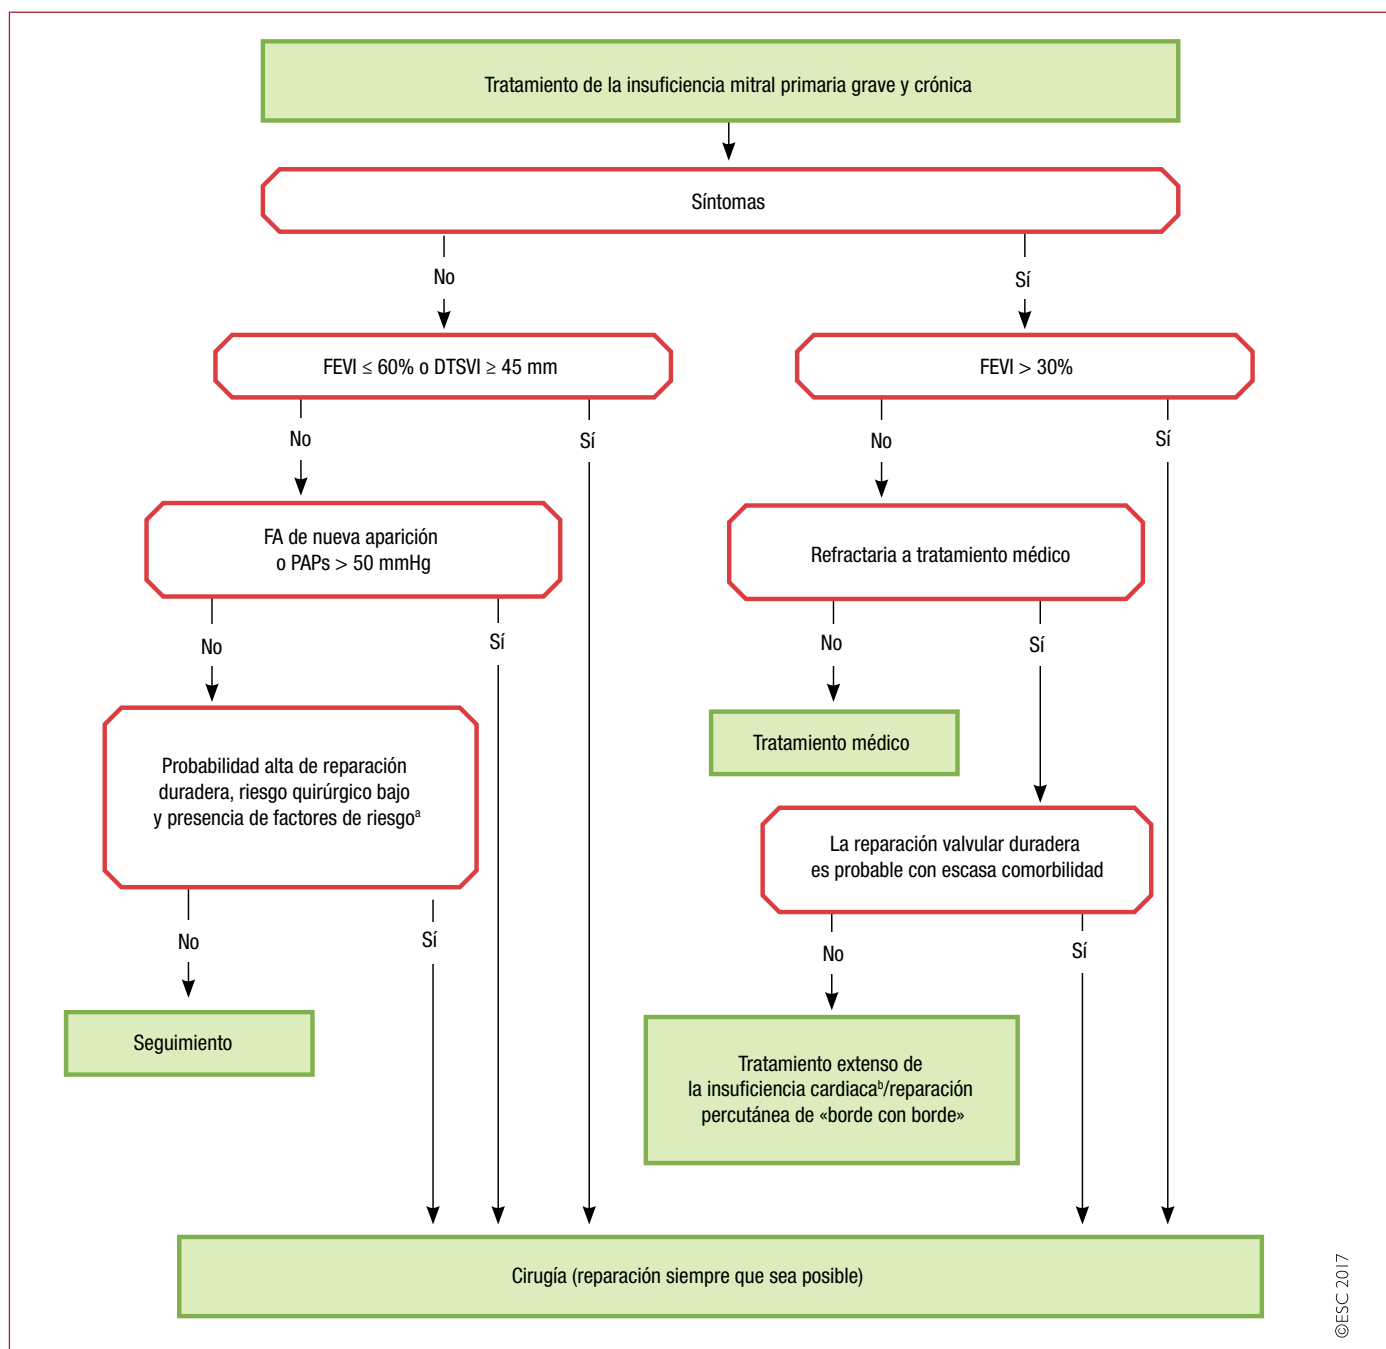 Tratamiento de la insuficiencia mitral primaria grave y crónica
Síntomas
No
Sí
FEVI ≤ 60% o DTSVI ≥ 45 mm
FEVI > 30%
No
Sí
No
Sí
FA de nueva aparición
o PAPs > 50 mmHg
Refractaria a tratamiento médico
No
Sí
No
Sí
Probabilidad alta de reparación
duradera, riesgo quirúrgico bajo
y presencia de factores de riesgoª
Tratamiento médico
La reparación valvular duradera
es probable con escasa comorbilidad
No
Sí
No
Sí
Seguimiento
Tratamiento extenso de
la insuficiencia cardiacaᵇ/reparación
percutánea de «borde con borde»
Cirugía (reparación siempre que sea posible)
©ESC 2017